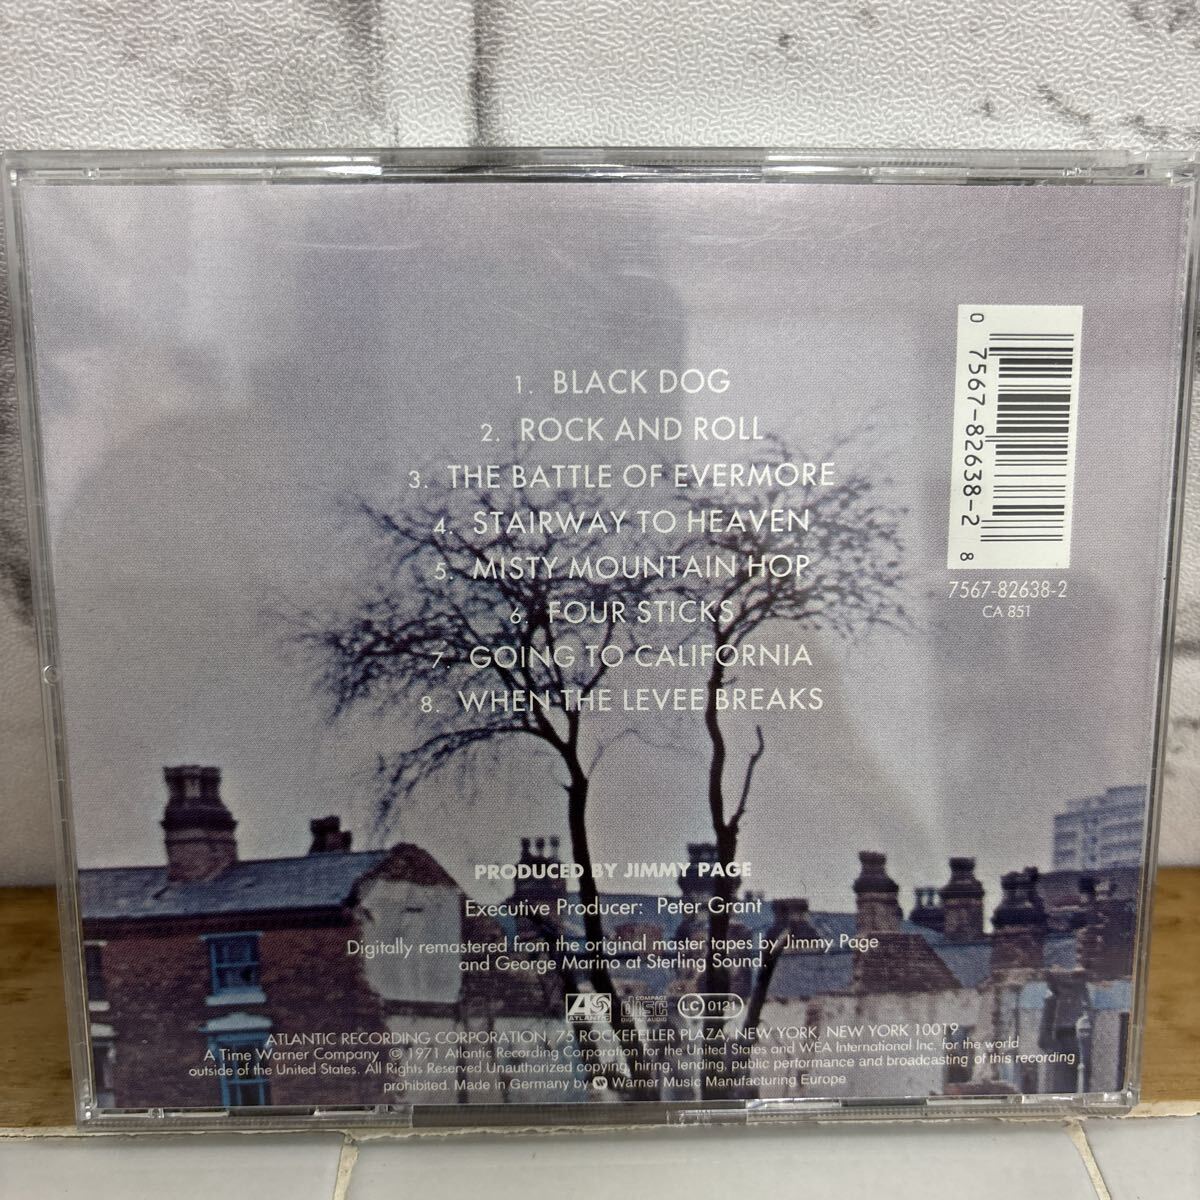 1. BLACK DOG
2. ROCK AND ROLL
3. THE BATTLE OF EVERMORE
4. STAIRWAY TO HEAVEN
5. MISTY MOUNTAIN HOP
6. FOUR STICKS
7. GOING TO CALIFORNIA
8. WHEN THE LEVEE BREAKS
0 7567-82638-2 8
7567-82638-2
CA 851
PRODUCED BY JIMMY PAGE
Executive Producer: Peter Grant
Digitally remastered from the original master tapes by Jimmy Page
and George Marino at Sterling Sound.
ATLANTIC
COMPACT
disc
DIGITAL AUDIO
LC 0121
ATLANTIC RECORDING CORPORATION, 75 ROCKEFELLER PLAZA, NEW YORK, NEW YORK 10019
A Time Warner Company © 1971 Atlantic Recording Corporation for the United States and WEA International Inc. for the world
outside of the United States. All Rights Reserved. Unauthorized copying, hiring, lending, public performance and broadcasting of this recording
prohibited. Made in Germany by Warner Music Manufacturing Europe